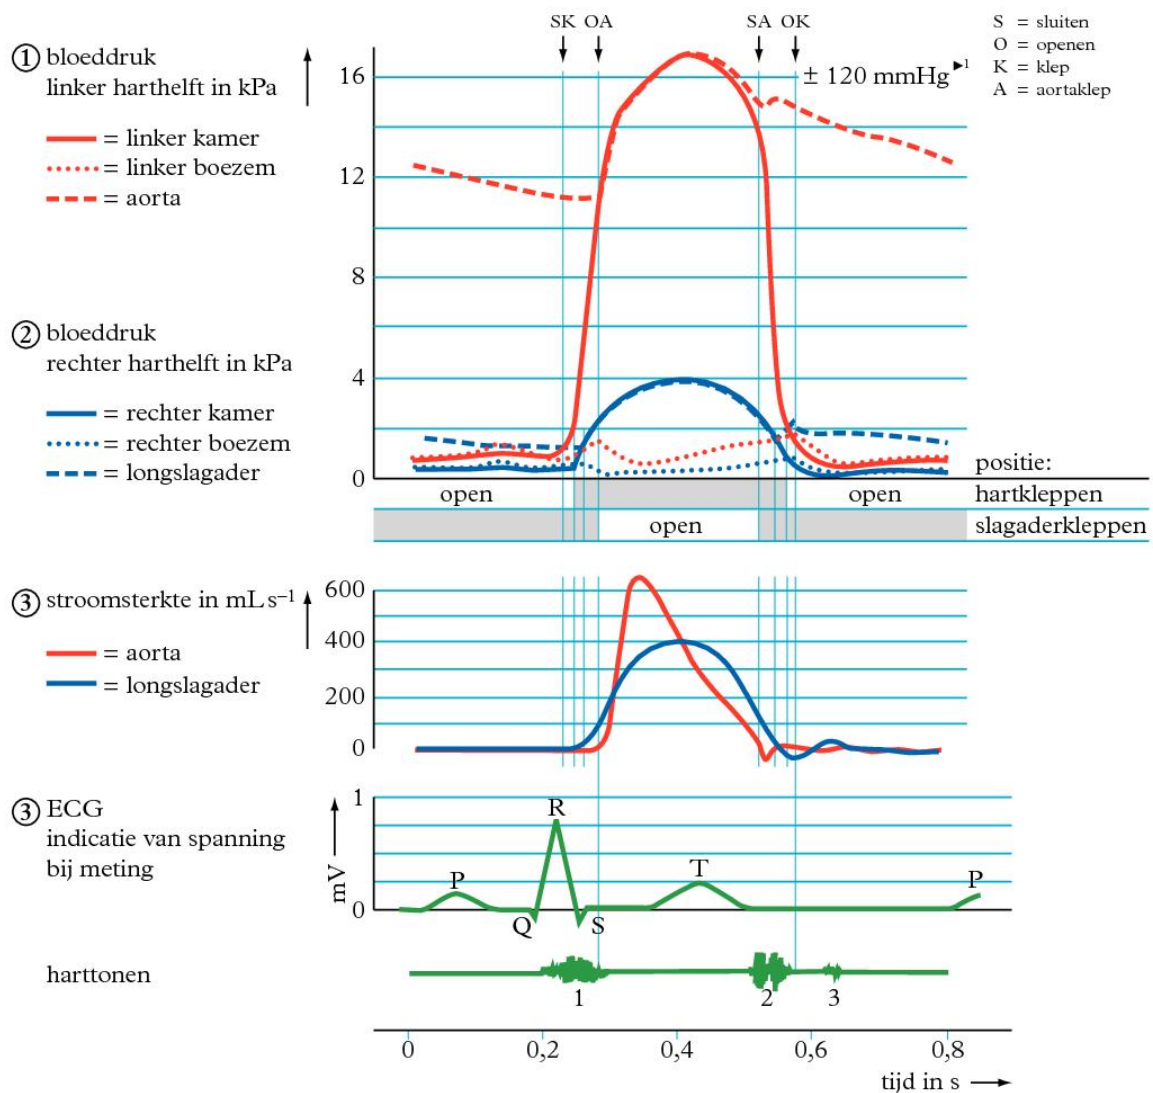 SK OA SA OK
S = sluiten
O = openen
K = klep
A = aortaklep
① bloeddruk
linker harthelft in kPa
= linker kamer
= linker boezem
= aorta
± 120 mmHg ►1
16
12
8
4
0
② bloeddruk
rechter harthelft in kPa
= rechter kamer
= rechter boezem
= longslagader
positie:
open open hartkleppen
open slagaderkleppen
③ stroomsterkte in mL s⁻¹
= aorta
= longslagader
600
400
200
0
③ ECG
indicatie van spanning
bij meting
mV
1
0
P
Q
R
S
T
P
harttonen
1 2 3
0 0,2 0,4 0,6 0,8
tijd in s